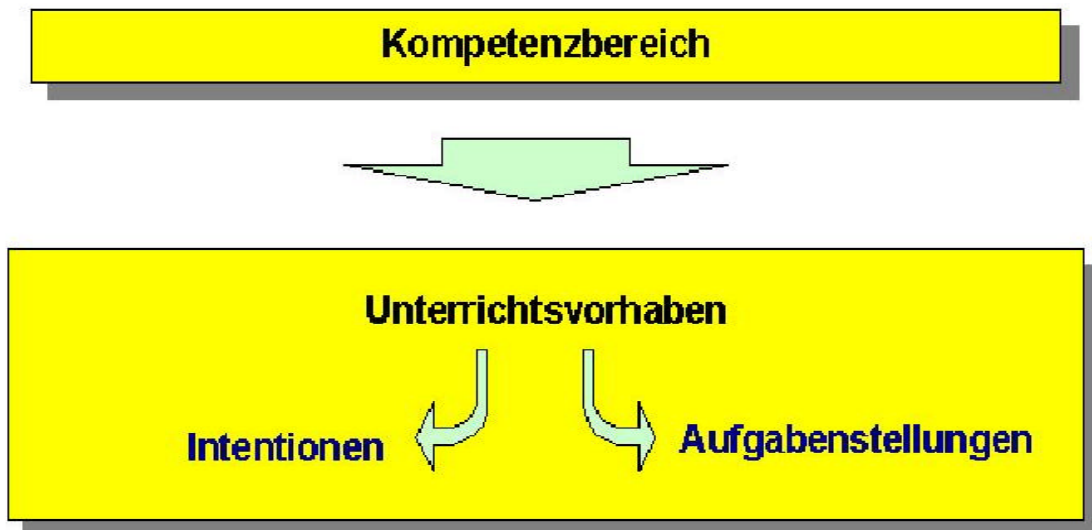 Kompetenzbereich
Unterrichtsvorhaben
Intentionen
Aufgabenstellungen